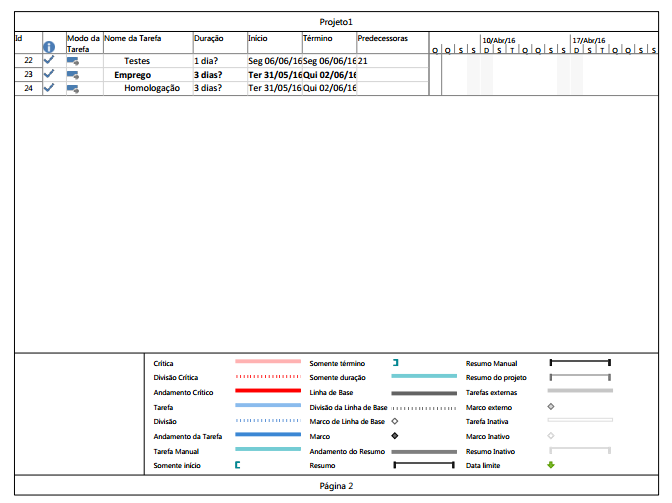 Projeto1
Id Modo da Tarefa Nome da Tarefa Duração Início Término Predecessoras 10/Abr/16 17/Abr/16
Q Q S S D S T Q Q S S D S T Q Q S S
22 Testes 1 dia? Seg 06/06/16 Seg 06/06/16 21
23 Emprego 3 dias? Ter 31/05/16 Qui 02/06/16
24 Homologação 3 dias? Ter 31/05/16 Qui 02/06/16
Crítica Somente término Resumo Manual
Divisão Crítica Somente duração Resumo do projeto
Andamento Crítico Linha de Base Tarefas externas
Tarefa Divisão da Linha de Base Marco externo
Divisão Marco de Linha de Base Tarefa Inativa
Andamento da Tarefa Marco Marco Inativo
Tarefa Manual Andamento do Resumo Resumo Inativo
Somente início Resumo Data limite
Página 2